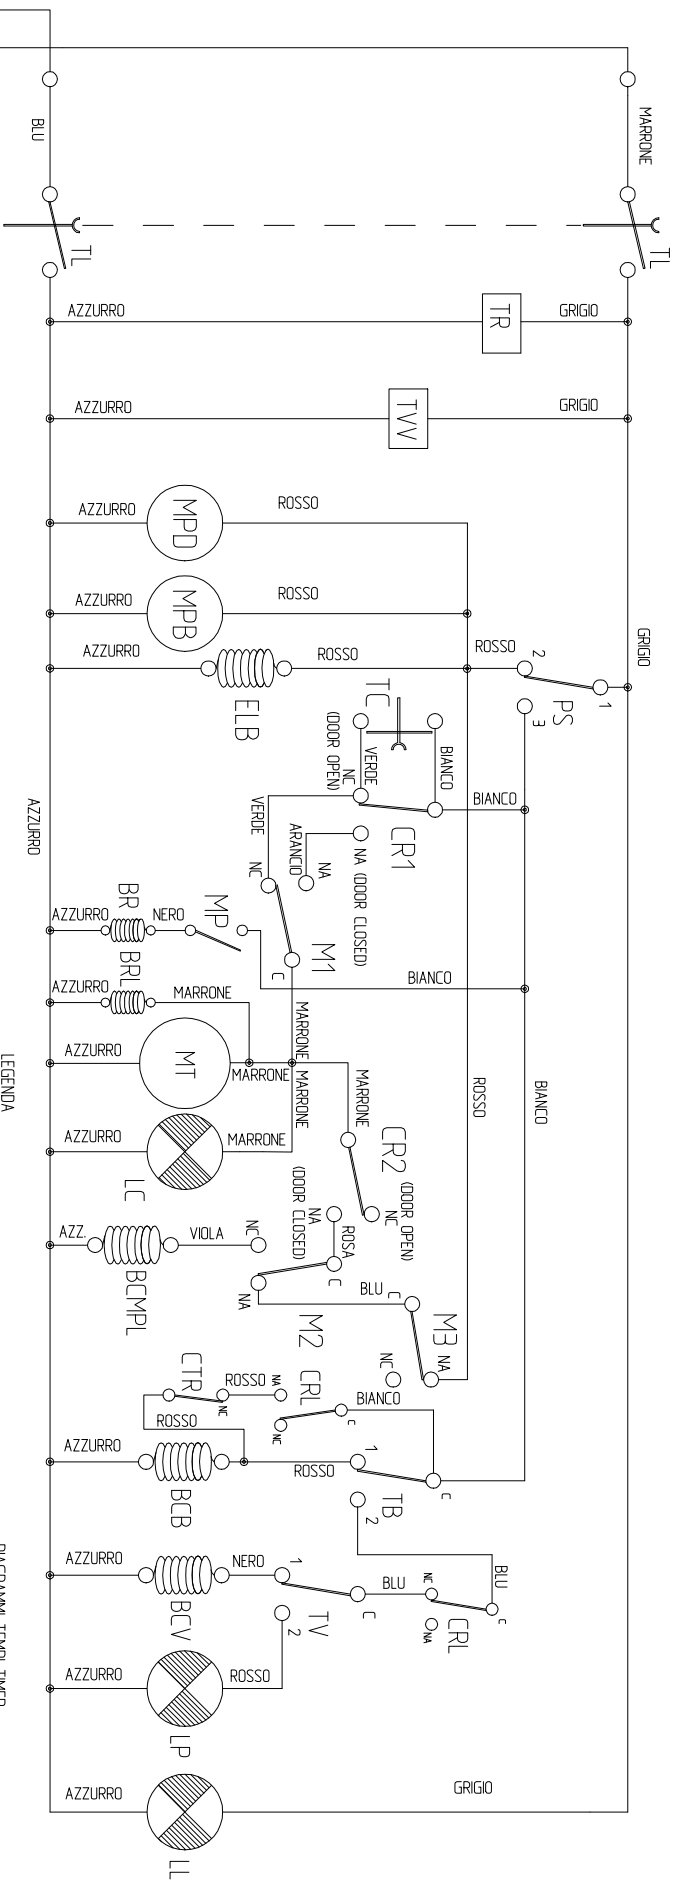 BLU
MARRONE
TL
TL
AZZURRO
TR
GRIGIO
AZZURRO
TVV
GRIGIO
AZZURRO
MPD
ROSSO
AZZURRO
MPB
ROSSO
AZZURRO
ELB
ROSSO
ROSSO
2
1
PS
3
GRIGIO
TC
BIANCO
VERDE
NC
(DOOR OPEN)
BIANCO
CR1
VERDE
ARANCIO
NA
NA (DOOR CLOSED)
NC
M1
C
AZZURRO
AZZURRO
BR
NERO
MP
BIANCO
AZZURRO
BRL
MARRONE
AZZURRO
MT
MARRONE
MARRONE
MARRONE
MARRONE
ROSSO
BIANCO
LEGENDA
AZZURRO
LC
MARRONE
CR2
NC
(DOOR OPEN)
NA
(DOOR CLOSED)
ROSA
AZZ.
BCMPL
VIOLA
NC
C
NA
M2
BLU
C
M3
NA
NC
CTR
NC
ROSSO
NA
CRL
NC
C
BIANCO
ROSSO
AZZURRO
BCB
ROSSO
1
TB
C
2
AZZURRO
BCV
NERO
1
TV
C
2
BLU
NC
CRL
C
NA
BLU
DIAGRAMMI TEMPI TIMER
AZZURRO
LP
ROSSO
AZZURRO
LL
GRIGIO